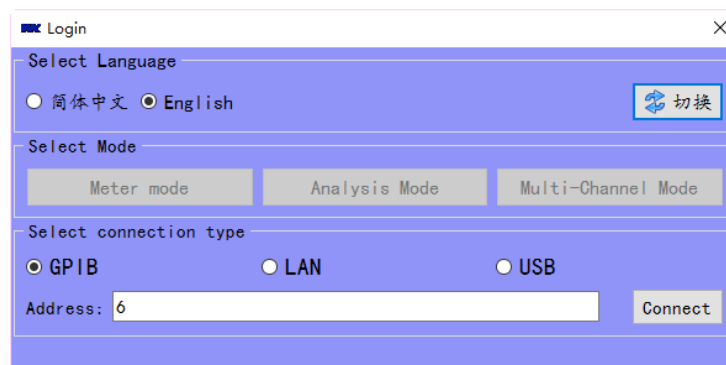 Login
Select Language
简体中文 English 切换
Select Mode
Meter mode Analysis Mode Multi-Channel Mode
Select connection type
GPIB LAN USB
Address: 6 Connect